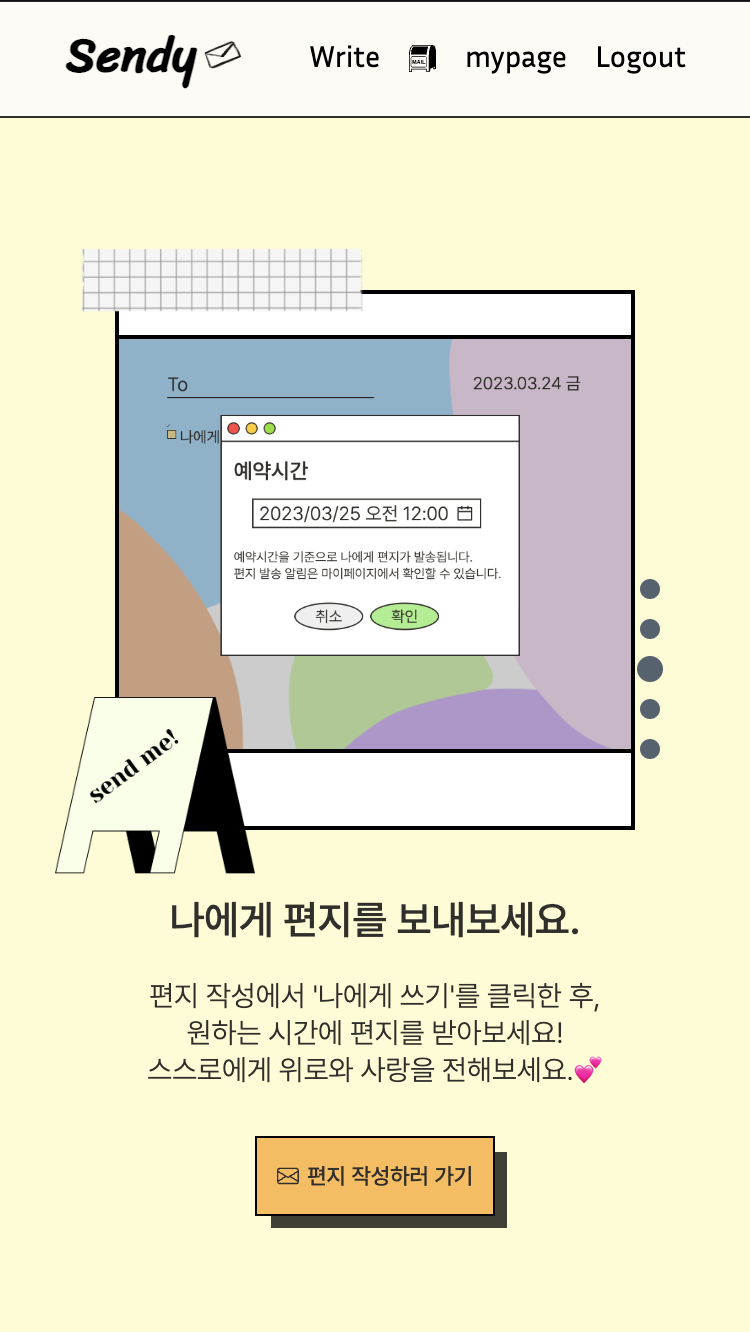 Sendy
Write MAIL mypage Logout
To
2023.03.24 금
나에게
예약시간
2023/03/25 오전 12:00
예약시간을 기준으로 나에게 편지가 발송됩니다.
편지 발송 알림은 마이페이지에서 확인할 수 있습니다.
취소 확인
send me!
나에게 편지를 보내보세요.
편지 작성에서 '나에게 쓰기'를 클릭한 후,
원하는 시간에 편지를 받아보세요!
스스로에게 위로와 사랑을 전해보세요.💕
편지 작성하러 가기